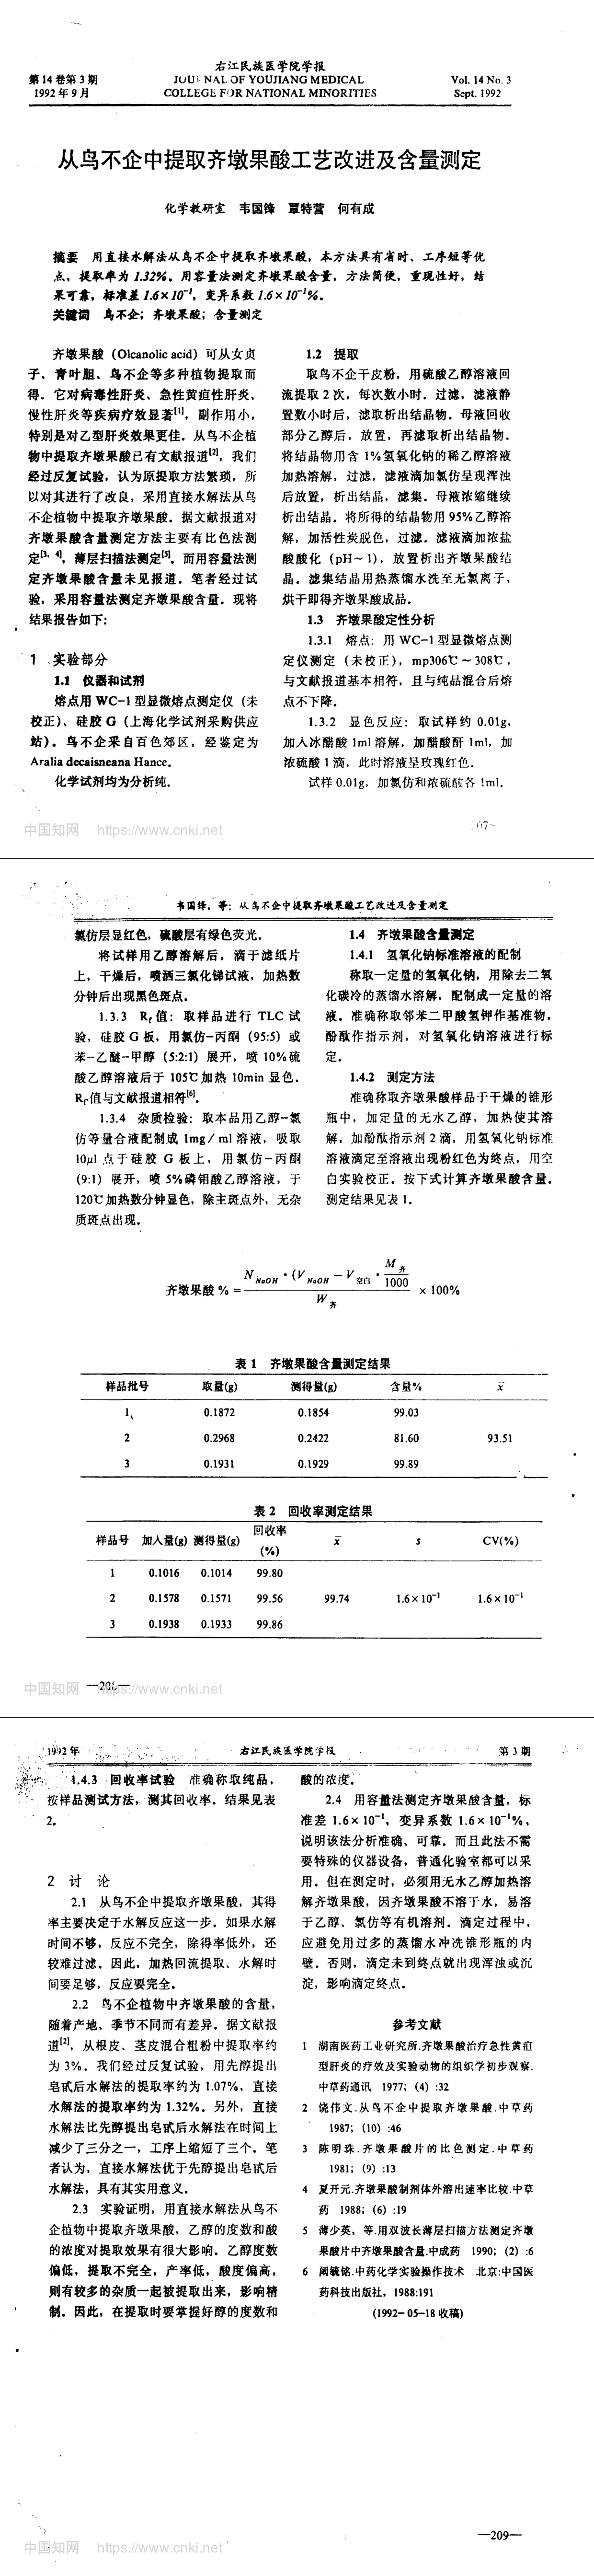 右江民族医学院学报
第14卷第3期
JOURNAL OF YOUJIANG MEDICAL
Vol. 14 No. 3
1992年9月
COLLEGE FOR NATIONAL MINORITIES
Sept. 1992
从鸟不企中提取齐墩果酸工艺改进及含量测定
化学教研室 韦国锋 覃特营 何有成
摘要 用直接水解法从鸟不企中提取齐墩果酸，本方法具有省时、工序短等优
点，提取率为1.32%。用容量法测定齐墩果酸含量，方法简便，重现性好，结
果可靠，标准差1.6×10⁻¹，变异系数1.6×10⁻¹%。
关键词 鸟不企；齐墩果酸；含量测定
齐墩果酸（Olcanolic acid）可从女贞
子、青叶胆、鸟不企等多种植物提取而
得。它对病毒性肝炎、急性黄疸性肝炎、
慢性肝炎等疾病疗效显著[1]，副作用小，
特别是对乙型肝炎效果更佳。从鸟不企植
物中提取齐墩果酸已有文献报道[2]，我们
经过反复试验，认为原提取方法繁琐，所
以对其进行了改良，采用直接水解法从鸟
不企植物中提取齐墩果酸。据文献报道对
齐墩果酸含量测定方法主要有比色法测
定[3，4]，薄层扫描法测定[5]。而用容量法测
定齐墩果酸含量未见报道。笔者经过试
验，采用容量法测定齐墩果酸含量。现将
结果报告如下：
1 实验部分
1.1 仪器和试剂
熔点用WC-1型显微熔点测定仪（未
校正）、硅胶G（上海化学试剂采购供应
站）。鸟不企采自百色郊区，经鉴定为
Aralia decaisneana Hance。
化学试剂均为分析纯。
1.2 提取
取鸟不企干皮粉，用硫酸乙醇溶液回
流提取2次，每次数小时。过滤，滤液静
置数小时后，滤取析出结晶物。母液回收
部分乙醇后，放置，再滤取析出结晶物。
将结晶物用含1%氢氧化钠的稀乙醇溶液
加热溶解，过滤，滤液滴加氯仿呈现浑浊
后放置，析出结晶，滤集。母液浓缩继续
析出结晶。将所得的结晶物用95%乙醇溶
解，加活性炭脱色，过滤。滤液滴加浓盐
酸酸化（pH~1），放置析出齐墩果酸结
晶。滤集结晶用热蒸馏水洗至无氯离子，
烘干即得齐墩果酸成品。
1.3 齐墩果酸定性分析
1.3.1 熔点：用WC-1型显微熔点测
定仪测定（未校正），mp306℃~308℃，
与文献报道基本相符，且与纯品混合后熔
点不下降。
1.3.2 显色反应：取试样约0.01g，
加入冰醋酸1ml溶解，加醋酸酐1ml，加
浓硫酸1滴，此时溶液呈玫瑰红色。
试样0.01g，加氯仿和浓硫酸各1ml，
07—
中国知网 https://www.cnki.net
韦国锋，等：从鸟不企中提取齐墩果酸工艺改进及含量测定
氯仿层显红色，硫酸层有绿色荧光。
将试样用乙醇溶解后，滴于滤纸片
上，干燥后，喷洒三氯化锑试液，加热数
分钟后出现黑色斑点。
1.3.3 Rf值：取样品进行TLC试
验，硅胶G板，用氯仿-丙酮（95:5）或
苯-乙醚-甲醇（5:2:1）展开，喷10%硫
酸乙醇溶液后于105℃加热10min显色。
Rf值与文献报道相符[6]。
1.3.4 杂质检验：取本品用乙醇-氯
仿等量合液配制成1mg／ml溶液，吸取
10μl点于硅胶G板上，用氯仿-丙酮
(9:1)展开，喷5%磷钼酸乙醇溶液，于
120℃加热数分钟显色，除主斑点外，无杂
质斑点出现。
1.4 齐墩果酸含量测定
1.4.1 氢氧化钠标准溶液的配制
称取一定量的氢氧化钠，用除去二氧
化碳冷的蒸馏水溶解，配制成一定量的溶
液。准确称取邻苯二甲酸氢钾作基准物，
酚酞作指示剂，对氢氧化钠溶液进行标
定。
1.4.2 测定方法
准确称取齐墩果酸样品于干燥的锥形
瓶中，加定量的无水乙醇，加热使其溶
解，加酚酞指示剂2滴，用氢氧化钠标准
溶液滴定至溶液出现粉红色为终点，用空
白实验校正。按下式计算齐墩果酸含量。
测定结果见表1。
齐墩果酸% = N NaOH · (V NaOH − V 空白 · M齐/1000 / W齐 × 100%
表1 齐墩果酸含量测定结果
样品批号 取量(g) 测得量(g) 含量% x̄
1 0.1872 0.1854 99.03
2 0.2968 0.2422 81.60 93.51
3 0.1931 0.1929 99.89
表2 回收率测定结果
样品号 加入量(g) 测得量(g) 回收率(%) x̄ s CV(%)
1 0.1016 0.1014 99.80
2 0.1578 0.1571 99.56 99.74 1.6×10⁻¹ 1.6×10⁻¹
3 0.1938 0.1933 99.86
—208—
中国知网 https://www.cnki.net
1992年 右江民族医学院学报 第3期
1.4.3 回收率试验 准确称取纯品，
按样品测试方法，测其回收率。结果见表
2。
2 讨 论
2.1 从鸟不企中提取齐墩果酸，其得
率主要决定于水解反应这一步。如果水解
时间不够，反应不完全，除得率低外，还
较难过滤。因此，加热回流提取、水解时
间要足够，反应要完全。
2.2 鸟不企植物中齐墩果酸的含量，
随着产地、季节不同而有差异。据文献报
道[2]，从根皮、茎皮混合粗粉中提取率约
为3%。我们经过反复试验，用先醇提出
皂甙后水解法的提取率约为1.07%，直接
水解法的提取率约为1.32%。另外，直接
水解法比先醇提出皂甙后水解法在时间上
减少了三分之一，工序上缩短了三个。笔
者认为，直接水解法优于先醇提出皂甙后
水解法，具有其实用意义。
2.3 实验证明，用直接水解法从鸟不
企植物中提取齐墩果酸，乙醇的度数和酸
的浓度对提取效果有很大影响。乙醇度数
偏低，提取不完全，产率低，酸度偏高，
则有较多的杂质一起被提取出来，影响精
制。因此，在提取时要掌握好醇的度数和
酸的浓度。
2.4 用容量法测定齐墩果酸含量，标
准差1.6×10⁻¹，变异系数1.6×10⁻¹%，
说明该法分析准确、可靠。而且此法不需
要特殊的仪器设备，普通化验室都可以采
用。但在测定时，必须用无水乙醇加热溶
解齐墩果酸，因齐墩果酸不溶于水，易溶
于乙醇、氯仿等有机溶剂。滴定过程中，
应避免用过多的蒸馏水冲冼锥形瓶的内
壁。否则，滴定未到终点就出现浑浊或沉
淀，影响滴定终点。
参考文献
1 湖南医药工业研究所.齐墩果酸治疗急性黄疸
型肝炎的疗效及实验动物的组织学初步观察.
中草药通讯 1977；(4):32
2 饶伟文.从鸟不企中提取齐墩果酸.中草药
1987；(10):46
3 陈明珠.齐墩果酸片的比色测定.中草药
1981；(9):13
4 夏开元.齐墩果酸制剂体外溶出速率比较.中草
药 1988；(6):19
5 薄少英，等.用双波长薄层扫描方法测定齐墩
果酸片中齐墩果酸含量.中成药 1990；(2):6
6 阚毓铭.中药化学实验操作技术 北京:中国医
药科技出版社，1988:191
(1992-05-18收稿)
—209—
中国知网 https://www.cnki.net